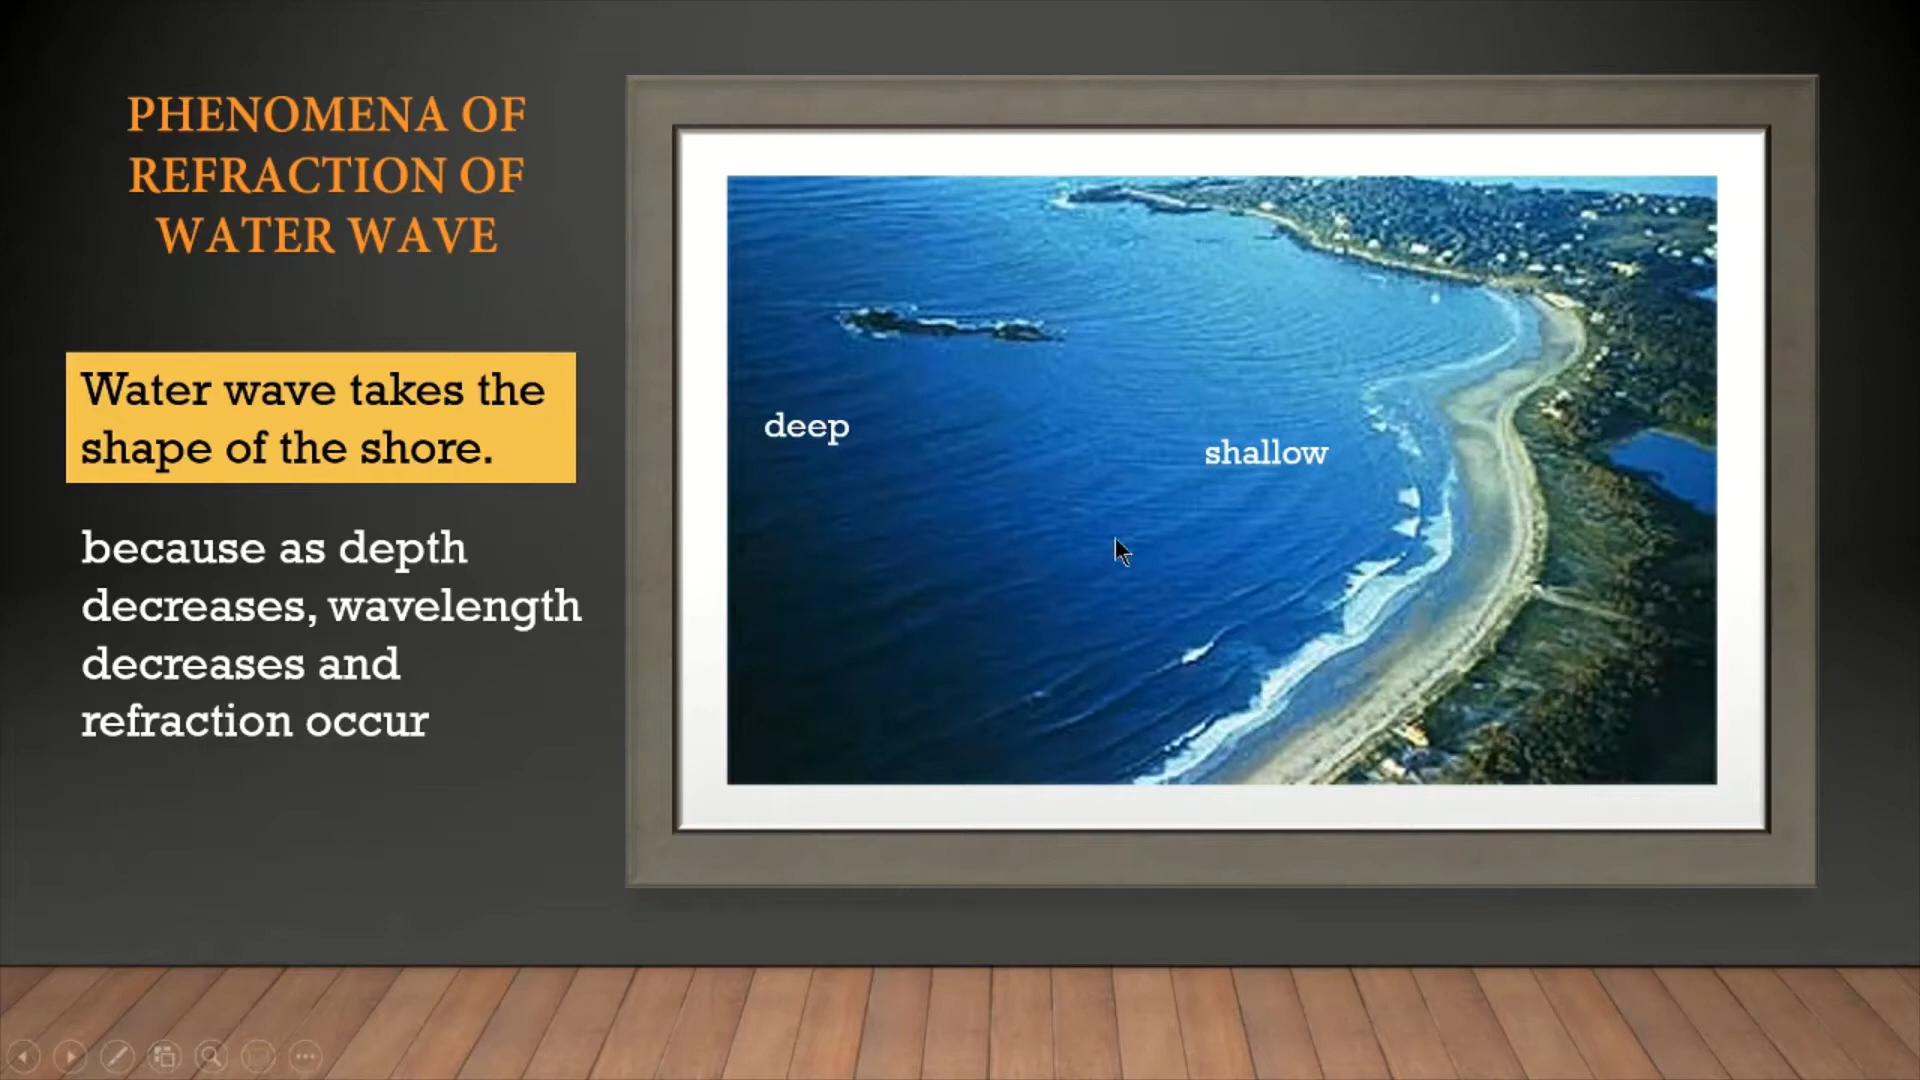 PHENOMENA OF
REFRACTION OF
WATER WAVE
Water wave takes the
shape of the shore.
because as depth
decreases, wavelength
decreases and
refraction occur
deep
shallow